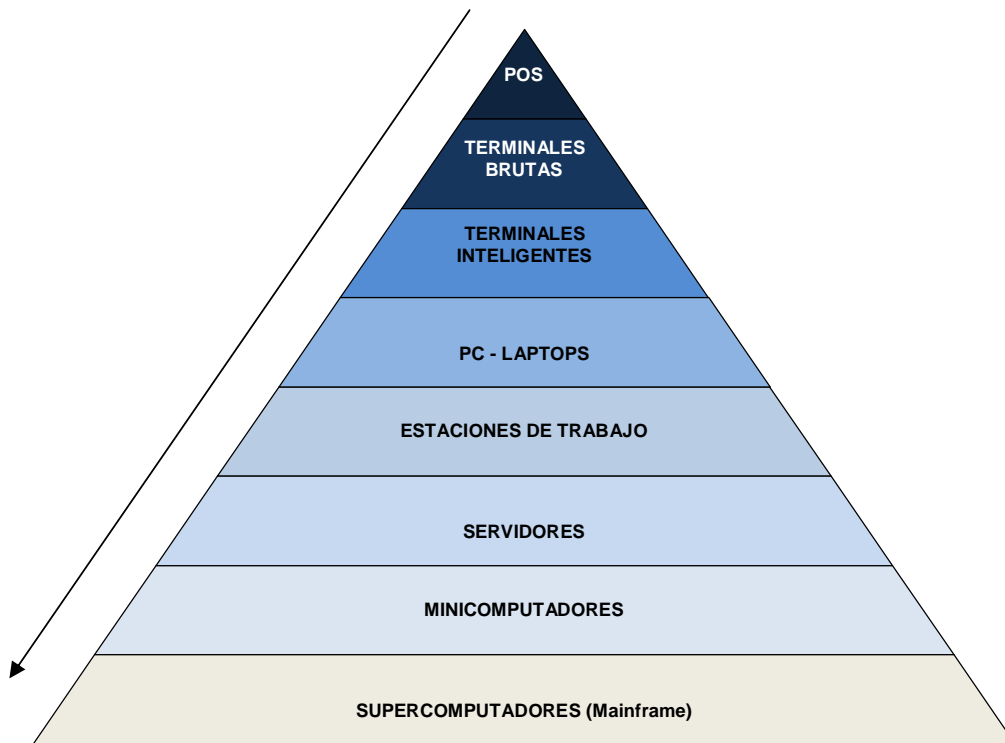 POS
TERMINALES
BRUTAS
TERMINALES
INTELIGENTES
PC - LAPTOPS
ESTACIONES DE TRABAJO
SERVIDORES
MINICOMPUTADORES
SUPERCOMPUTADORES (Mainframe)